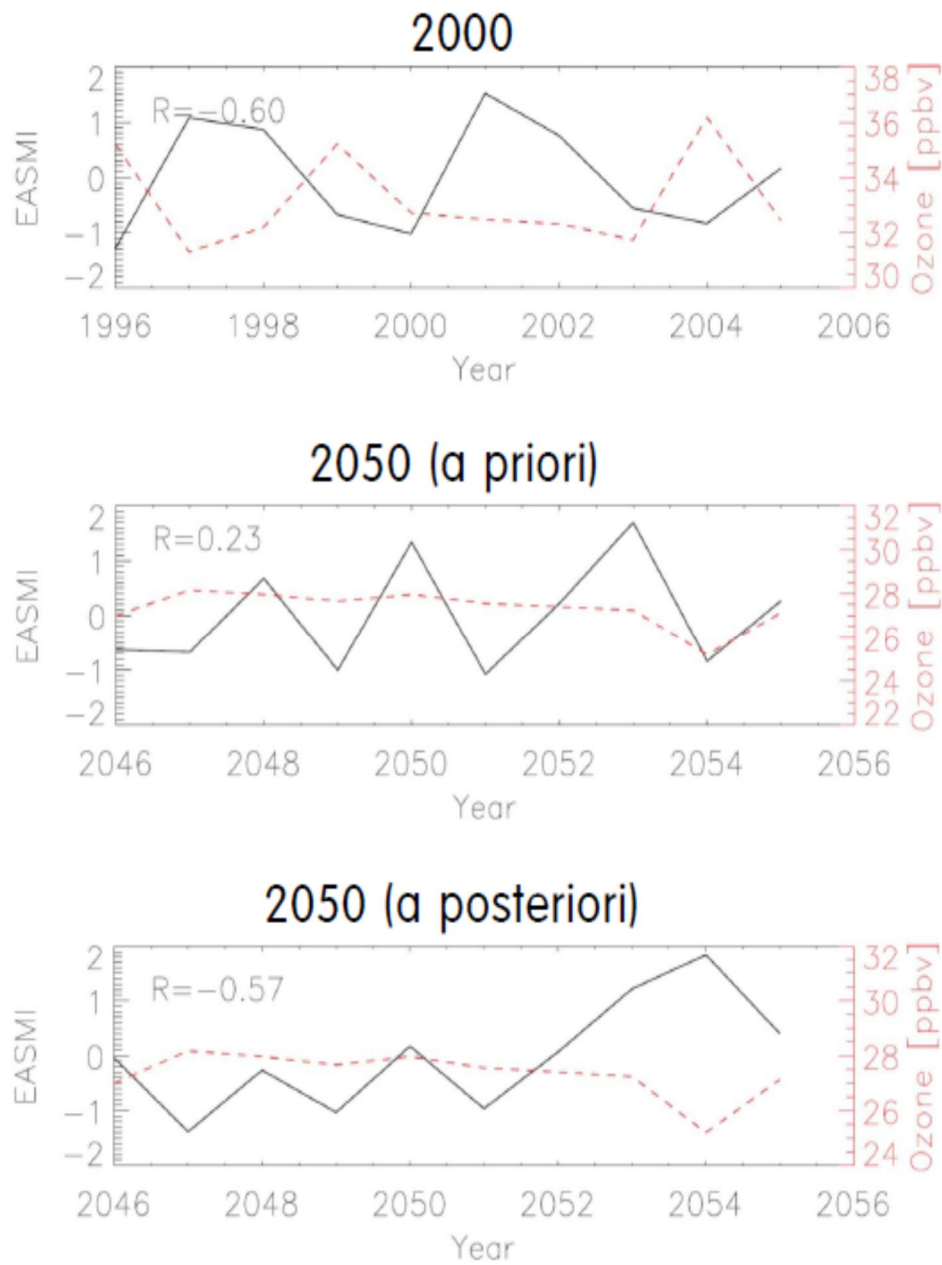 2000
R=-0.60
EASMI
2
1
0
-1
-2
38
36
34
32
30
Ozone [ppbv]
1996 1998 2000 2002 2004 2006
Year
2050 (a priori)
R=0.23
EASMI
2
1
0
-1
-2
32
30
28
26
24
22
Ozone [ppbv]
2046 2048 2050 2052 2054 2056
Year
2050 (a posteriori)
R=-0.57
EASMI
2
1
0
-1
-2
32
30
28
26
24
Ozone [ppbv]
2046 2048 2050 2052 2054 2056
Year